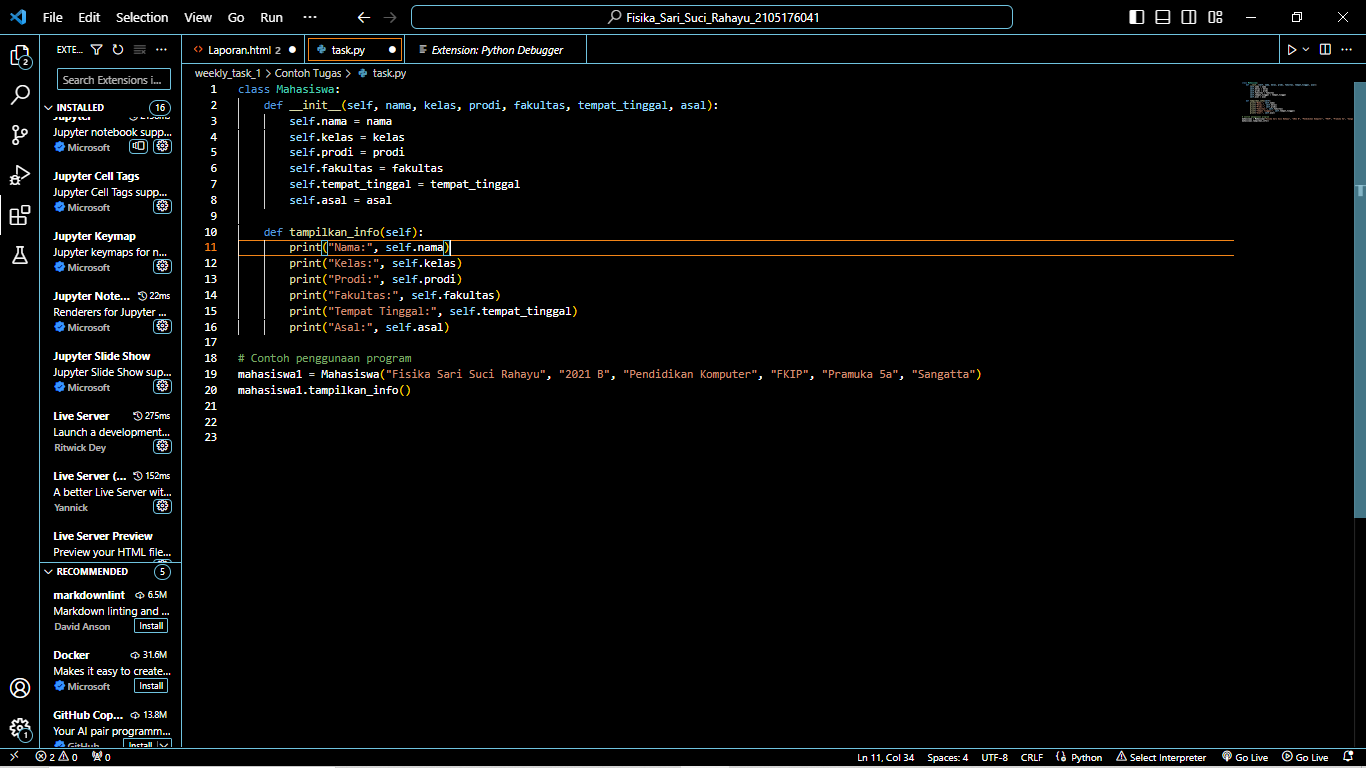 File Edit Selection View Go Run ··· Fisika_Sari_Suci_Rahayu_2105176041
EXTE...
Laporan.html 2 task.py Extension: Python Debugger
Search Extensions i...
weekly_task_1 > Contoh Tugas > task.py
INSTALLED 16
Jupyter
Jupyter notebook supp...
Microsoft
Jupyter Cell Tags
Jupyter Cell Tags supp...
Microsoft
Jupyter Keymap
Jupyter keymaps for n...
Microsoft
Jupyter Note... 22ms
Renderers for Jupyter ...
Microsoft
Jupyter Slide Show
Jupyter Slide Show sup...
Microsoft
Live Server 275ms
Launch a development...
Ritwick Dey
Live Server (... 152ms
A better Live Server wit...
Yannick
Live Server Preview
Preview your HTML file...
RECOMMENDED 5
markdownlint 6.5M
Markdown linting and ...
David Anson Install
Docker 31.6M
Makes it easy to create...
Microsoft Install
GitHub Cop... 13.8M
Your AI pair programm...
GitHub Install
1 class Mahasiswa:
2 def __init__(self, nama, kelas, prodi, fakultas, tempat_tinggal, asal):
3 self.nama = nama
4 self.kelas = kelas
5 self.prodi = prodi
6 self.fakultas = fakultas
7 self.tempat_tinggal = tempat_tinggal
8 self.asal = asal
9
10 def tampilkan_info(self):
11 print("Nama:", self.nama)
12 print("Kelas:", self.kelas)
13 print("Prodi:", self.prodi)
14 print("Fakultas:", self.fakultas)
15 print("Tempat Tinggal:", self.tempat_tinggal)
16 print("Asal:", self.asal)
17
18 # Contoh penggunaan program
19 mahasiswa1 = Mahasiswa("Fisika Sari Suci Rahayu", "2021 B", "Pendidikan Komputer", "FKIP", "Pramuka 5a", "Sangatta")
20 mahasiswa1.tampilkan_info()
21
22
23
2
1
2 0 0 Ln 11, Col 34 Spaces: 4 UTF-8 CRLF Python Select Interpreter Go Live Go Live